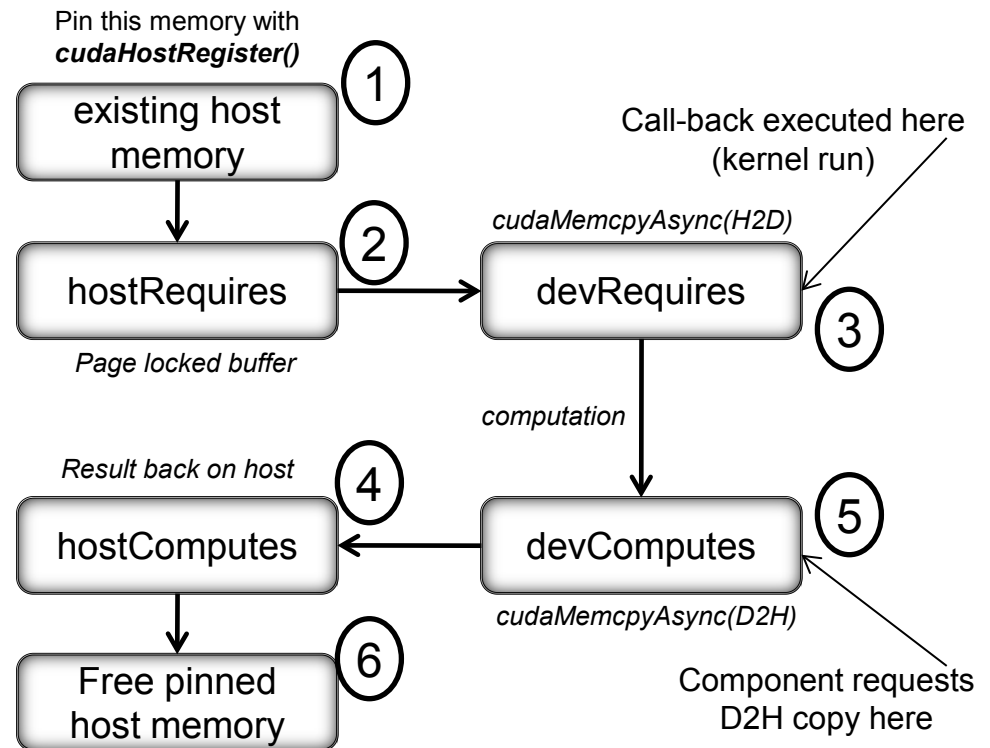 Pin this memory with
cudaHostRegister()
1
existing host
memory
Call-back executed here
(kernel run)
2
cudaMemcpyAsync(H2D)
hostRequires
devRequires
3
Page locked buffer
computation
Result back on host
4
5
hostComputes
devComputes
cudaMemcpyAsync(D2H)
6
Free pinned
host memory
Component requests
D2H copy here